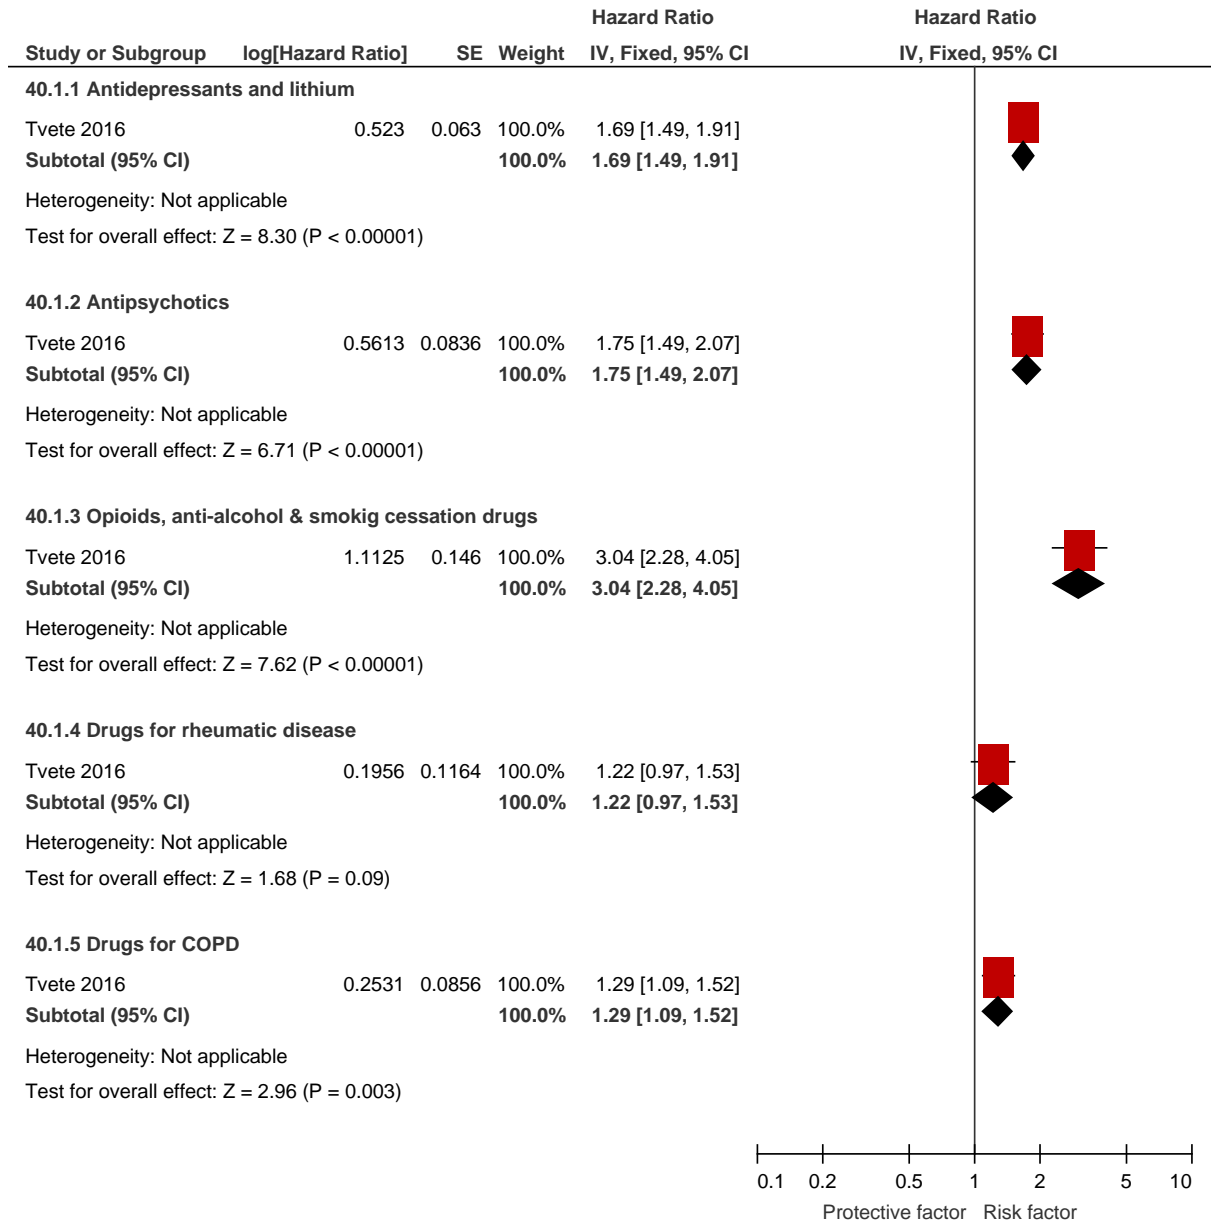 Hazard Ratio Hazard Ratio
Study or Subgroup log[Hazard Ratio] SE Weight IV, Fixed, 95% CI IV, Fixed, 95% CI
40.1.1 Antidepressants and lithium
Tvete 2016 0.523 0.063 100.0% 1.69 [1.49, 1.91]
Subtotal (95% CI) 100.0% 1.69 [1.49, 1.91]
Heterogeneity: Not applicable
Test for overall effect: Z = 8.30 (P < 0.00001)
40.1.2 Antipsychotics
Tvete 2016 0.5613 0.0836 100.0% 1.75 [1.49, 2.07]
Subtotal (95% CI) 100.0% 1.75 [1.49, 2.07]
Heterogeneity: Not applicable
Test for overall effect: Z = 6.71 (P < 0.00001)
40.1.3 Opioids, anti-alcohol & smokig cessation drugs
Tvete 2016 1.1125 0.146 100.0% 3.04 [2.28, 4.05]
Subtotal (95% CI) 100.0% 3.04 [2.28, 4.05]
Heterogeneity: Not applicable
Test for overall effect: Z = 7.62 (P < 0.00001)
40.1.4 Drugs for rheumatic disease
Tvete 2016 0.1956 0.1164 100.0% 1.22 [0.97, 1.53]
Subtotal (95% CI) 100.0% 1.22 [0.97, 1.53]
Heterogeneity: Not applicable
Test for overall effect: Z = 1.68 (P = 0.09)
40.1.5 Drugs for COPD
Tvete 2016 0.2531 0.0856 100.0% 1.29 [1.09, 1.52]
Subtotal (95% CI) 100.0% 1.29 [1.09, 1.52]
Heterogeneity: Not applicable
Test for overall effect: Z = 2.96 (P = 0.003)
0.1 0.2 0.5 1 2 5 10
Protective factor Risk factor